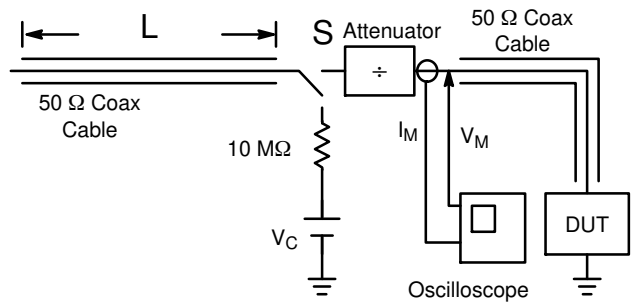 L
S
Attenuator
÷
50 Ω Coax
Cable
50 Ω Coax
Cable
10 MΩ
I_M
V_M
V_C
DUT
Oscilloscope